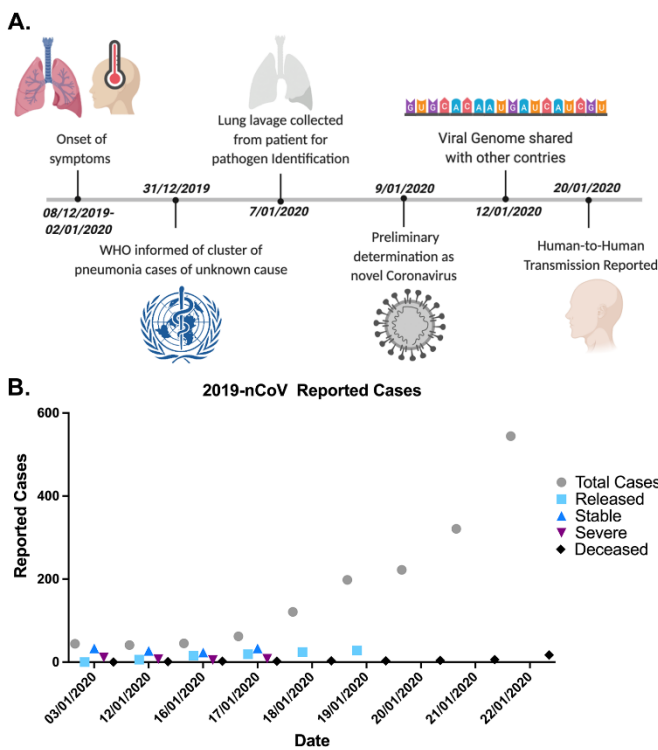 A.
GUGCACAAUGAUCAUCGU
Onset of
symptoms
Lung lavage collected
from patient for
pathogen Identification
Viral Genome shared
with other contries
31/12/2019
9/01/2020
20/01/2020
08/12/2019-
02/01/2020
7/01/2020
12/01/2020
WHO informed of cluster of
pneumonia cases of unknown cause
Preliminary
determination as
novel Coronavirus
Human-to-Human
Transmission Reported
B.
2019-nCoV Reported Cases
Reported Cases
600
400
200
0
Total Cases
Released
Stable
Severe
Deceased
03/01/2020
12/01/2020
16/01/2020
17/01/2020
18/01/2020
19/01/2020
20/01/2020
21/01/2020
22/01/2020
Date